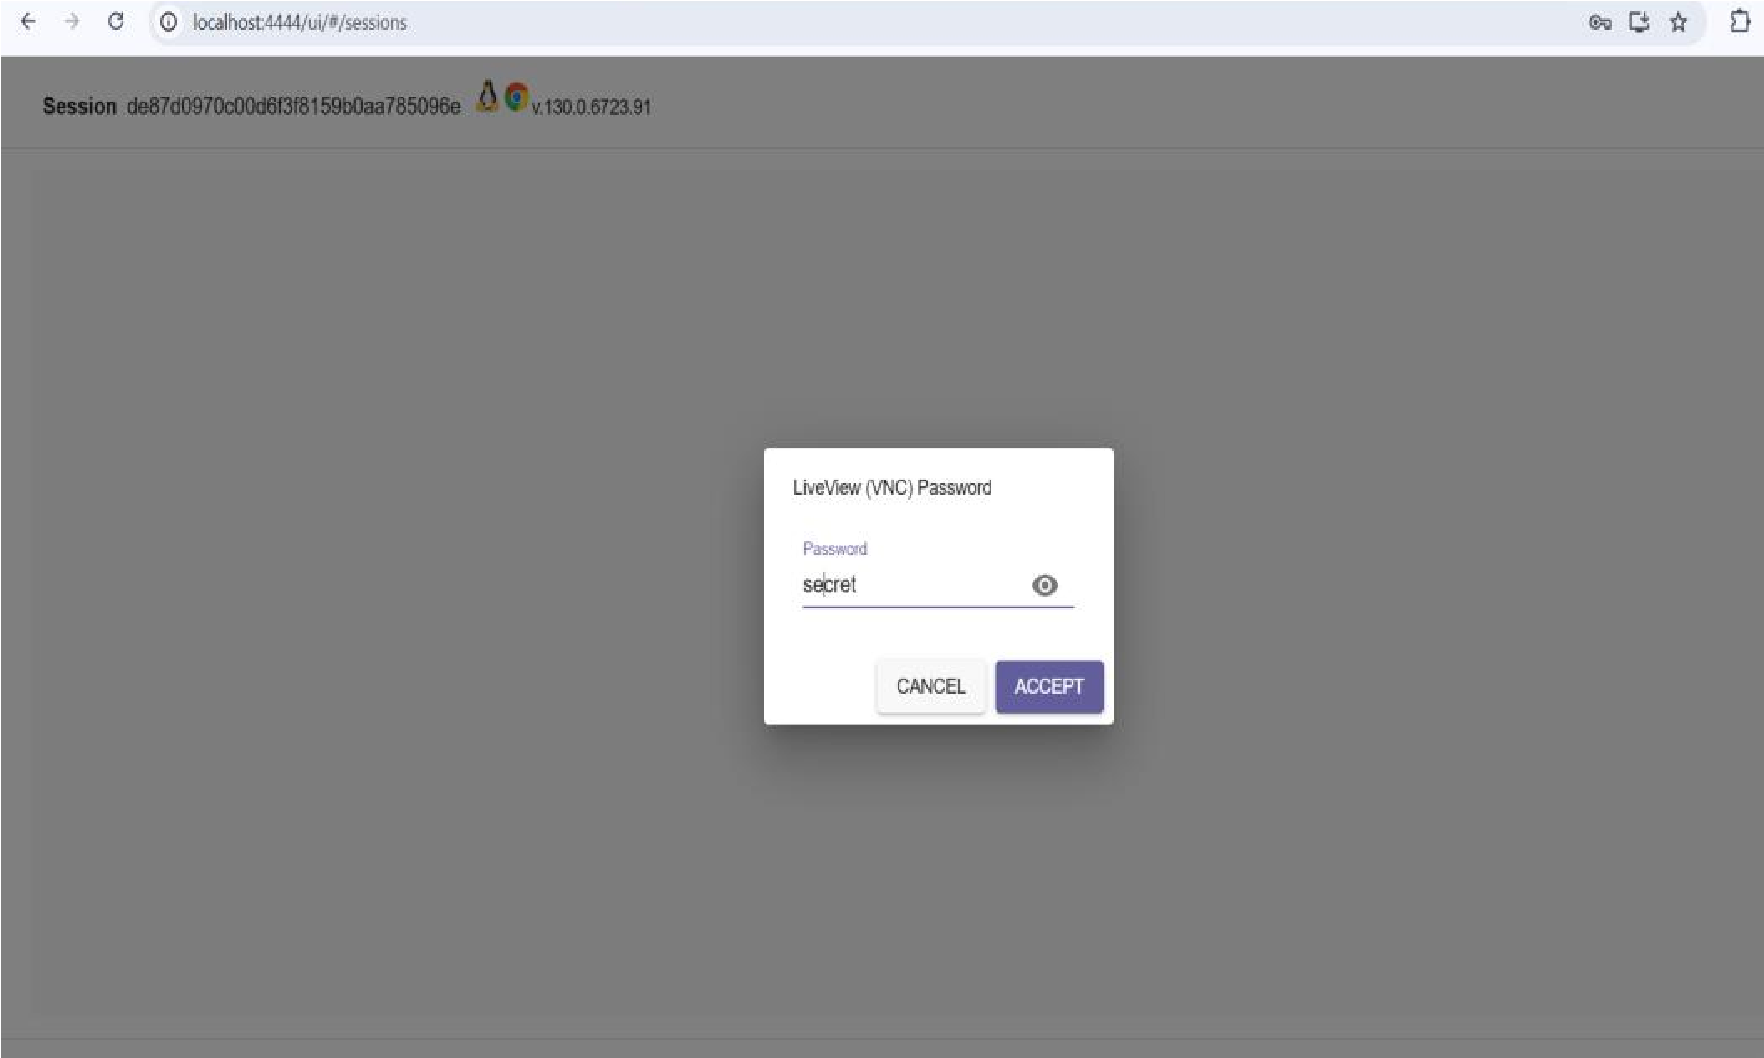 localhost:4444/ui/#/sessions
Session de87d0970c00d6f3f8159b0aa785096e v.130.0.6723.91
LiveView (VNC) Password
Password
secret
CANCEL ACCEPT